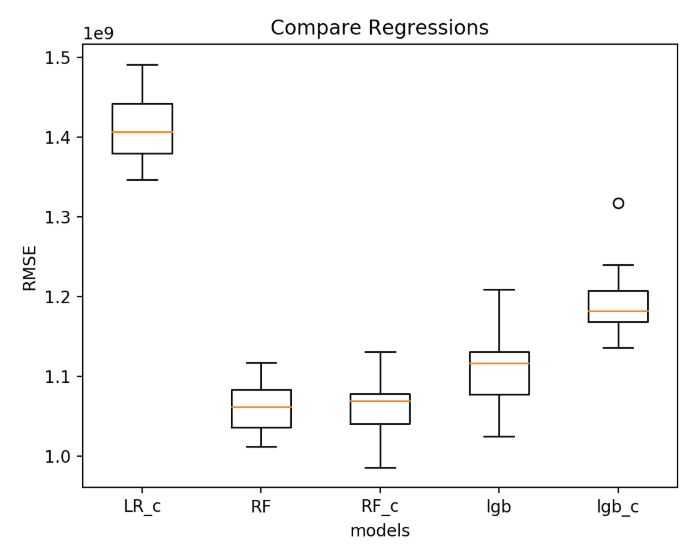 Compare Regressions
1e9
1.5
1.4
1.3
1.2
1.1
1.0
RMSE
LR_c RF RF_c lgb lgb_c
models